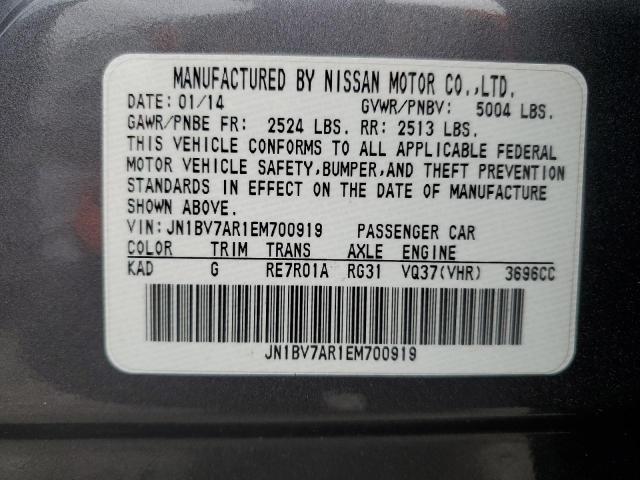 MANUFACTURED BY NISSAN MOTOR CO.,LTD.
DATE: 01/14 GVWR/PNBV: 5004 LBS.
GAWR/PNBE FR: 2524 LBS. RR: 2513 LBS.
THIS VEHICLE CONFORMS TO ALL APPLICABLE FEDERAL
MOTOR VEHICLE SAFETY,BUMPER,AND THEFT PREVENTION
STANDARDS IN EFFECT ON THE DATE OF MANUFACTURE
SHOWN ABOVE.
VIN: JN1BV7AR1EM700919 PASSENGER CAR
COLOR TRIM TRANS AXLE ENGINE
KAD G RE7R01A RG31 VQ37(VHR) 3696CC
JN1BV7AR1EM700919